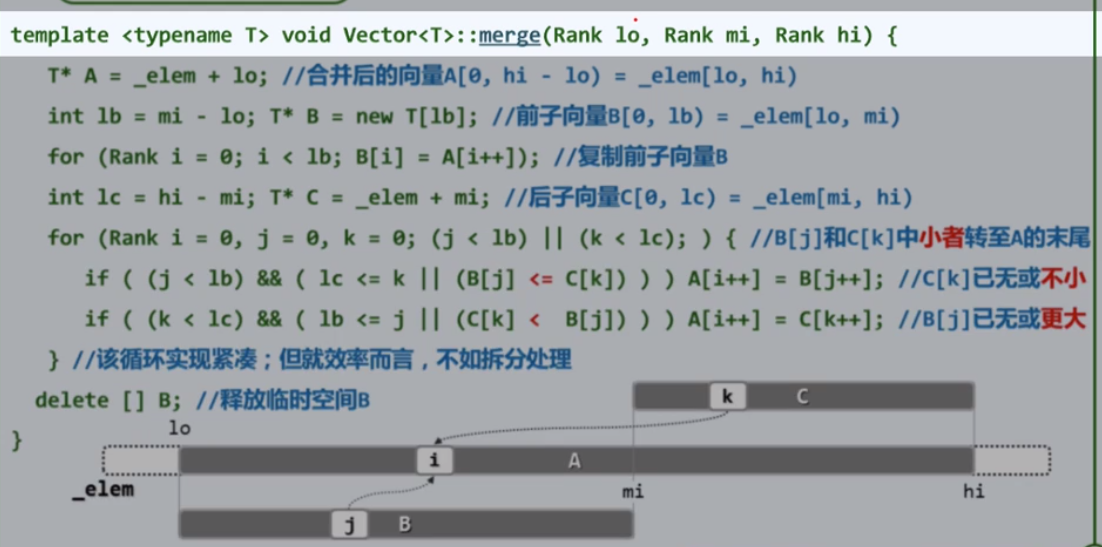 template <typename T> void Vector<T>::merge(Rank lo, Rank mi, Rank hi) {
T* A = _elem + lo; //合并后的向量A[0, hi - lo) = _elem[lo, hi)
int lb = mi - lo; T* B = new T[lb]; //前子向量B[0, lb) = _elem[lo, mi)
for (Rank i = 0; i < lb; B[i] = A[i++]); //复制前子向量B
int lc = hi - mi; T* C = _elem + mi; //后子向量C[0, lc) = _elem[mi, hi)
for (Rank i = 0, j = 0, k = 0; (j < lb) || (k < lc); ) { //B[j]和C[k]中小者转至A的末尾
if ( (j < lb) && ( lc <= k || (B[j] <= C[k]) ) ) A[i++] = B[j++]; //C[k]已无或不小
if ( (k < lc) && ( lb <= j || (C[k] < B[j]) ) ) A[i++] = C[k++]; //B[j]已无或更大
} //该循环实现紧凑；但就效率而言，不如拆分处理
delete [] B; //释放临时空间B
}
k C
lo
i A
_elem mi hi
j B